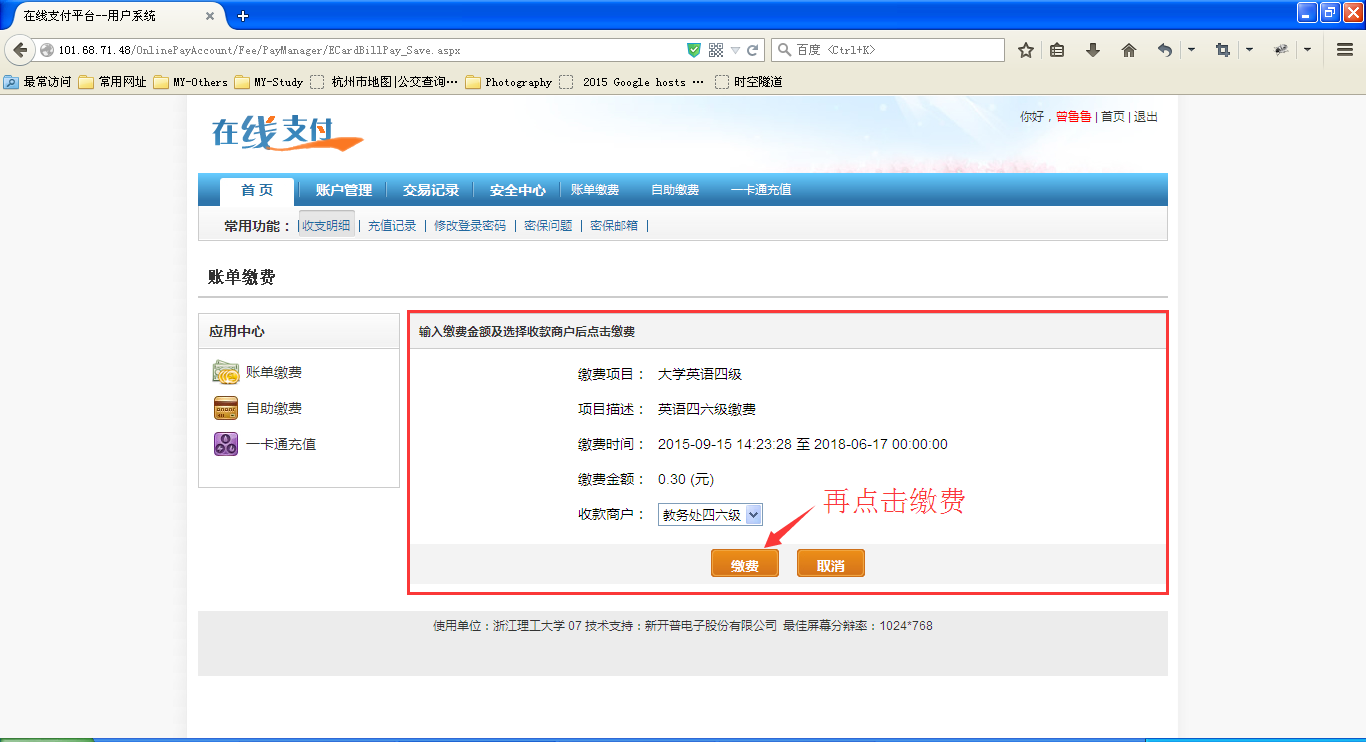 在线支付平台--用户系统
101.68.71.48/OnlinePayAccount/Fee/PayManager/ECardBillPay_Save.aspx
百度 <Ctrl+K>
最常访问 常用网址 MY-Others MY-Study 杭州市地图|公交查询… Photography 2015 Google hosts … 时空隧道
在线支付
你好，曾鲁鲁 | 首页 | 退出
首 页 账户管理 交易记录 安全中心 账单缴费 自助缴费 一卡通充值
常用功能： |收支明细 | 充值记录 | 修改登录密码 | 密保问题 | 密保邮箱 |
账单缴费
应用中心
账单缴费
自助缴费
一卡通充值
输入缴费金额及选择收款商户后点击缴费
缴费项目： 大学英语四级
项目描述： 英语四六级缴费
缴费时间： 2015-09-15 14:23:28 至 2018-06-17 00:00:00
缴费金额： 0.30 (元)
收款商户： 教务处四六级
再点击缴费
缴费 取消
使用单位：浙江理工大学 07 技术支持：新开普电子股份有限公司 最佳屏幕分辩率：1024*768